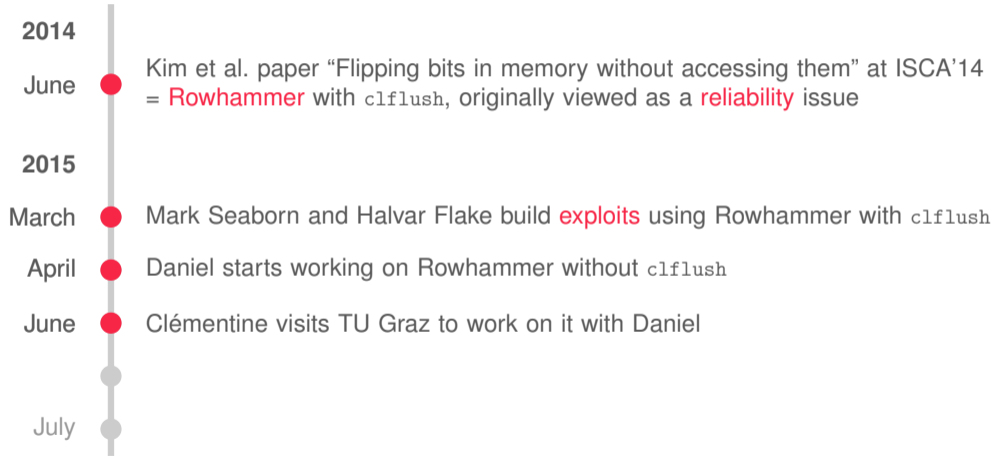 2014
June
Kim et al. paper “Flipping bits in memory without accessing them” at ISCA’14
= Rowhammer with clflush, originally viewed as a reliability issue
2015
March
Mark Seaborn and Halvar Flake build exploits using Rowhammer with clflush
April
Daniel starts working on Rowhammer without clflush
June
Clémentine visits TU Graz to work on it with Daniel
July